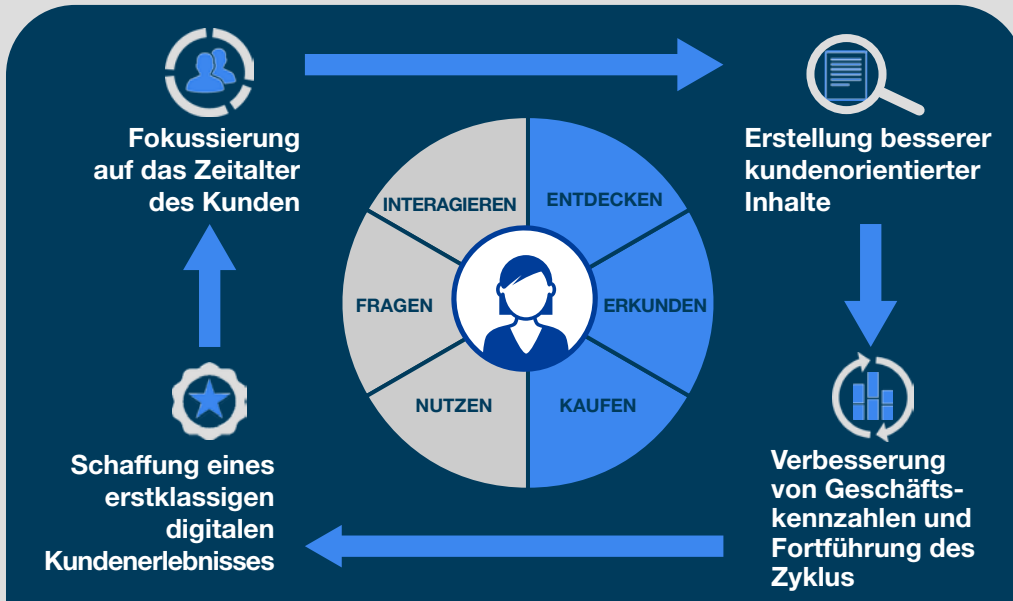 Fokussierung
auf das Zeitalter
des Kunden
Erstellung besserer
kundenorientierter
Inhalte
INTERAGIEREN
ENTDECKEN
FRAGEN
ERKUNDEN
NUTZEN
KAUFEN
Schaffung eines
erstklassigen
digitalen
Kundenerlebnisses
Verbesserung
von Geschäfts-
kennzahlen und
Fortführung des
Zyklus